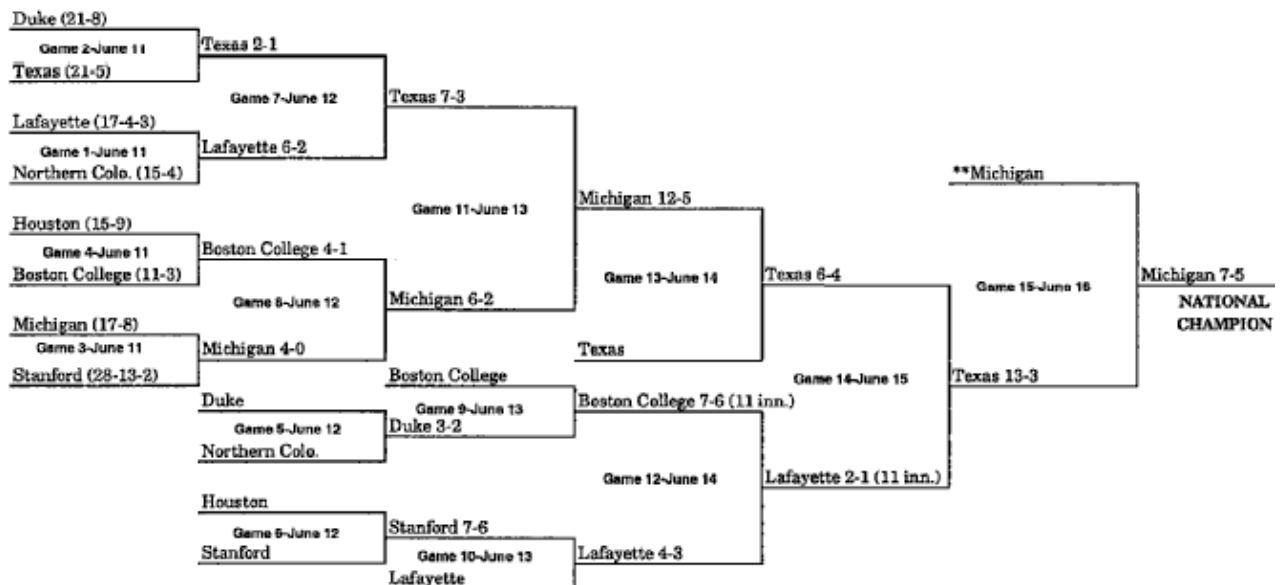 Duke (21-8)
Game 2-June 11
Texas (21-5)
Texas 2-1
Game 7-June 12
Texas 7-3
Lafayette (17-4-3)
Game 1-June 11
Northern Colo. (15-4)
Lafayette 6-2
Game 11-June 13
Michigan 12-5
**Michigan
Houston (15-9)
Game 4-June 11
Boston College (11-3)
Boston College 4-1
Game 8-June 12
Michigan 6-2
Game 13-June 14
Texas 6-4
Game 15-June 16
Michigan 7-5
NATIONAL
CHAMPION
Michigan (17-8)
Game 3-June 11
Stanford (28-13-2)
Michigan 4-0
Texas
Game 14-June 15
Texas 13-3
Boston College
Game 9-June 13
Boston College 7-6 (11 inn.)
Duke
Game 5-June 12
Northern Colo.
Duke 3-2
Game 12-June 14
Lafayette 2-1 (11 inn.)
Houston
Game 6-June 12
Stanford
Stanford 7-6
Game 10-June 13
Lafayette
Lafayette 4-3